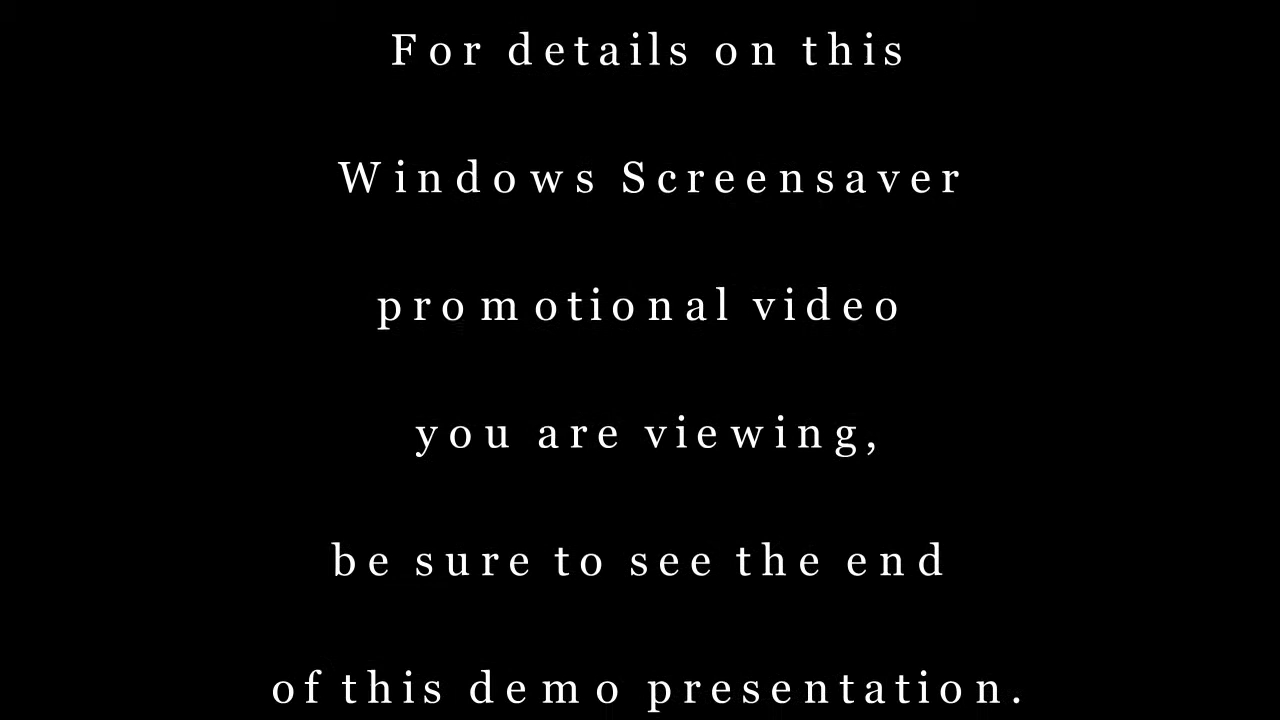 For details on this
Windows Screensaver
promotional video
you are viewing,
be sure to see the end
of this demo presentation.